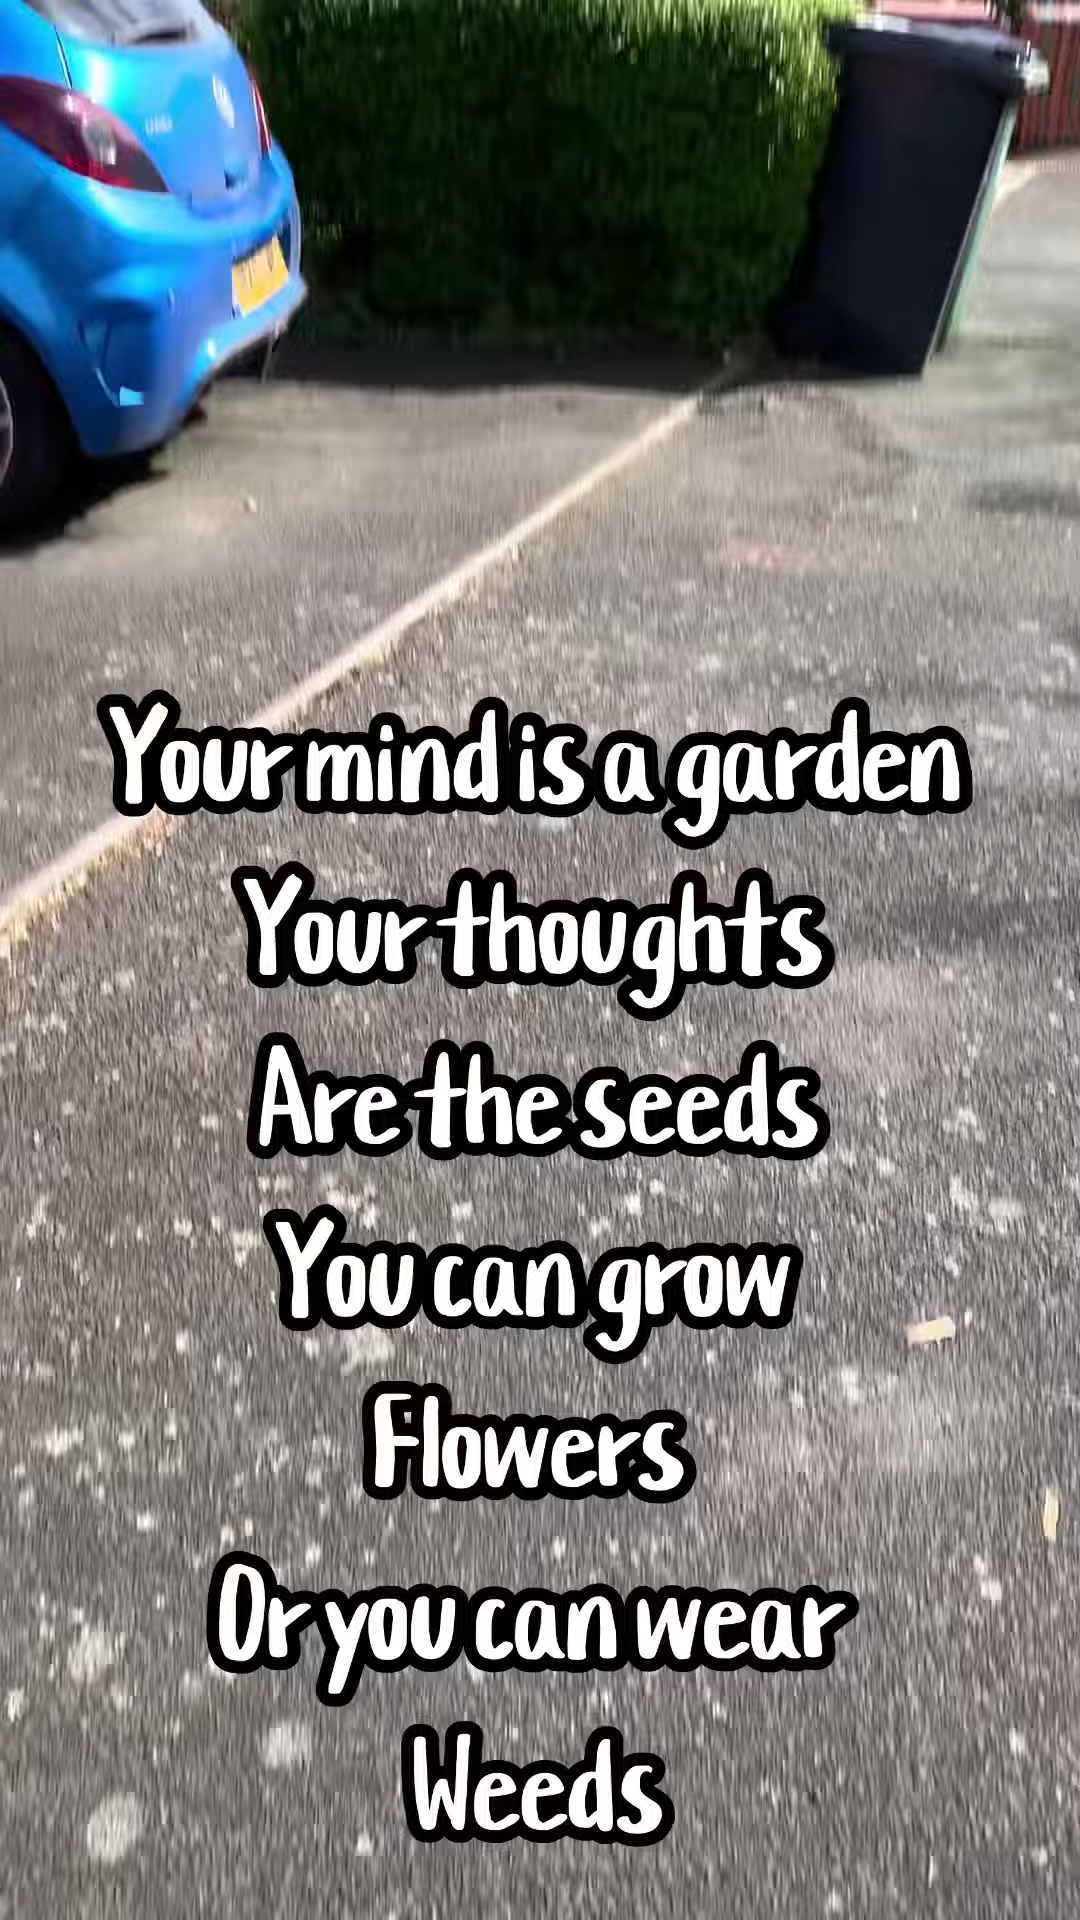 Your mind is a garden
Your thoughts
Are the seeds
You can grow
Flowers
Or you can wear
Weeds